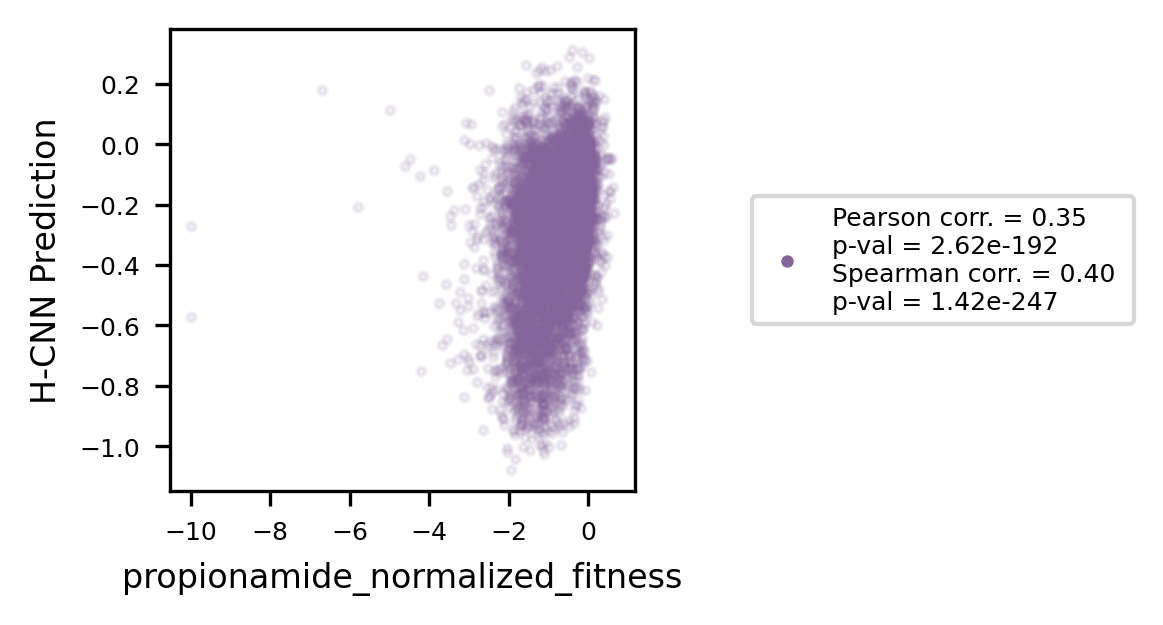 H-CNN Prediction
0.2
0.0
−0.2
−0.4
−0.6
−0.8
−1.0
−10 −8 −6 −4 −2 0
propionamide_normalized_fitness
Pearson corr. = 0.35
p-val = 2.62e-192
Spearman corr. = 0.40
p-val = 1.42e-247